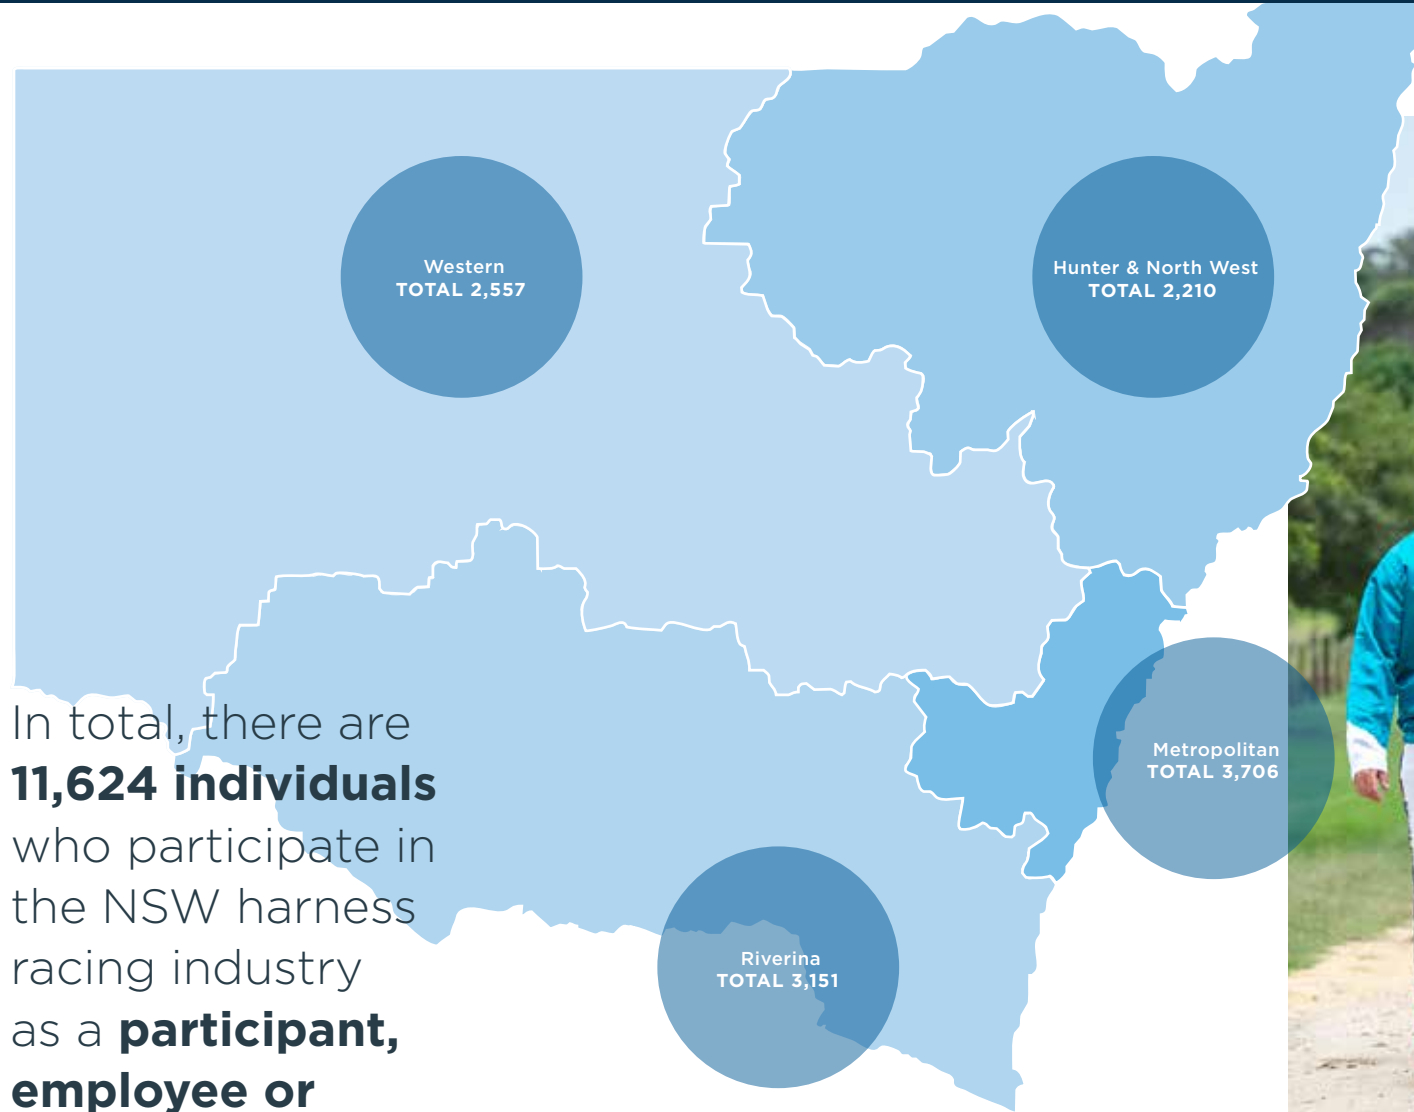 Western
TOTAL 2,557
Hunter & North West
TOTAL 2,210
Metropolitan
TOTAL 3,706
Riverina
TOTAL 3,151
In total, there are
11,624 individuals
who participate in
the NSW harness
racing industry
as a participant,
employee or